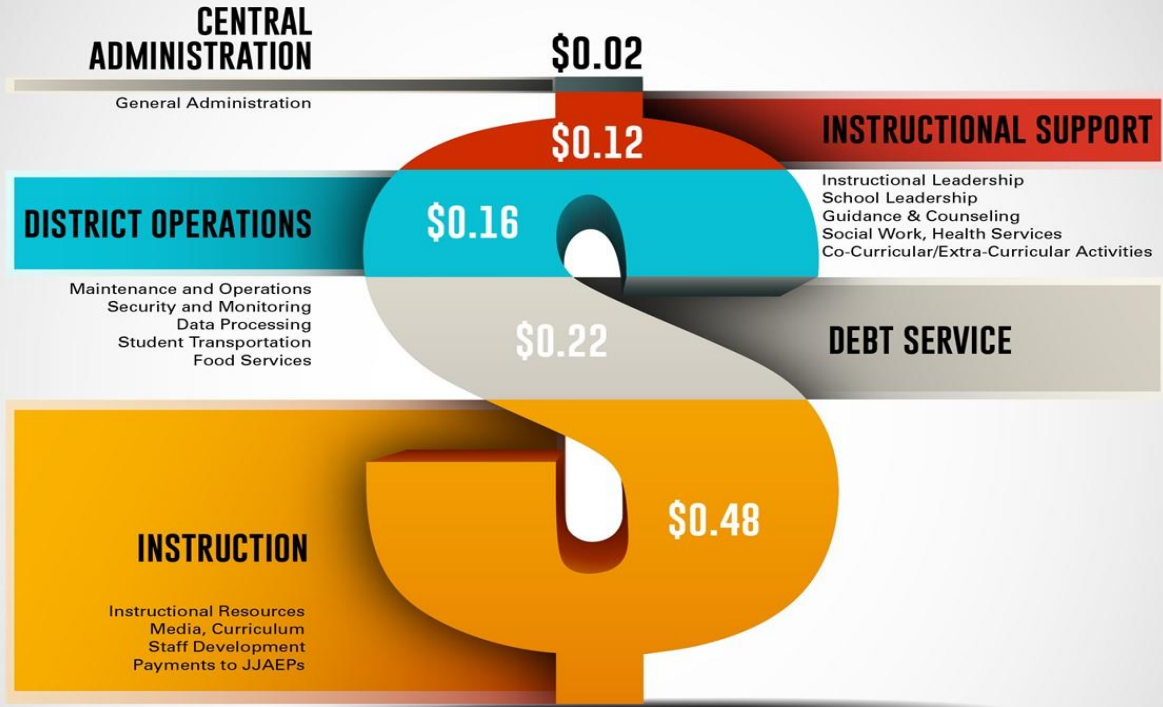 CENTRAL
ADMINISTRATION
General Administration
$0.02
$0.12
INSTRUCTIONAL SUPPORT
Instructional Leadership
School Leadership
Guidance & Counseling
Social Work, Health Services
Co-Curricular/Extra-Curricular Activities
DISTRICT OPERATIONS
$0.16
Maintenance and Operations
Security and Monitoring
Data Processing
Student Transportation
Food Services
$0.22
DEBT SERVICE
$0.48
INSTRUCTION
Instructional Resources
Media, Curriculum
Staff Development
Payments to JJAEPs